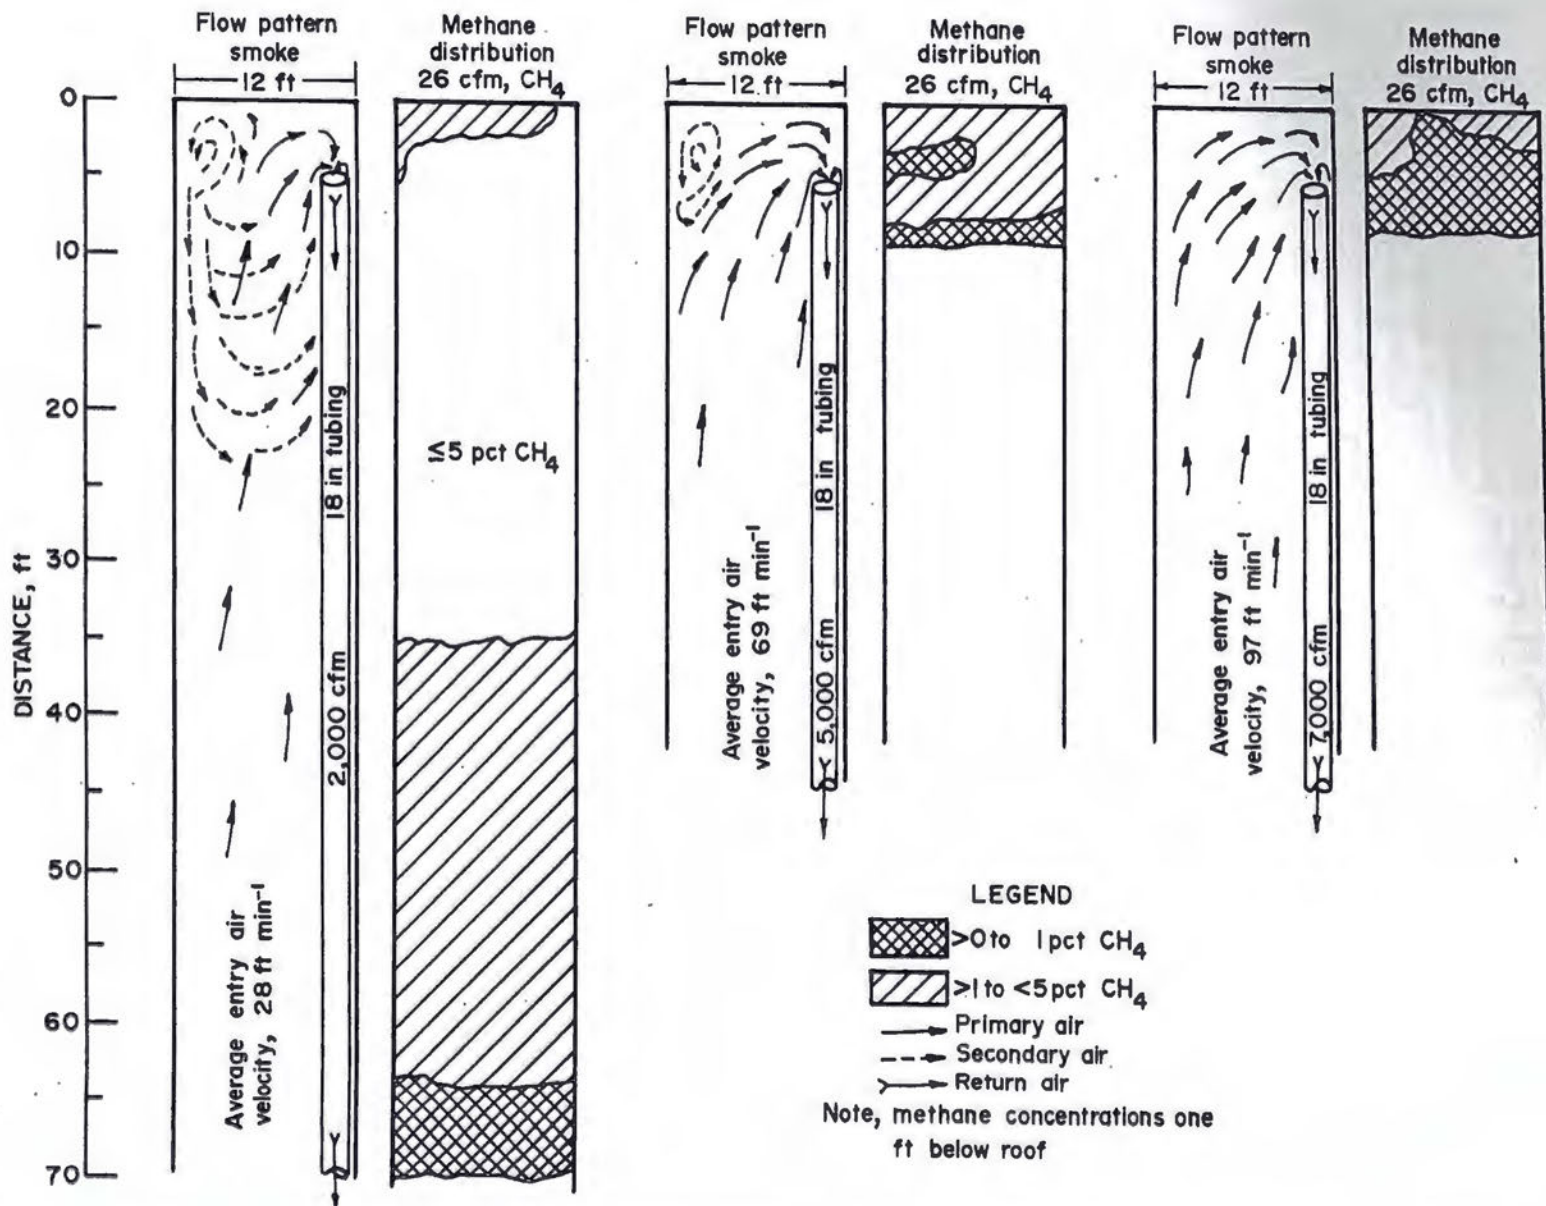 Flow pattern
smoke
12 ft
Methane
distribution
26 cfm, CH4
Flow pattern
smoke
12 ft
Methane
distribution
26 cfm, CH4
Flow pattern
smoke
12 ft
Methane
distribution
26 cfm, CH4
DISTANCE, ft
0
10
20
30
40
50
60
70
Average entry air
velocity, 28 ft min-1
18 in tubing
2,000 cfm
≦5 pct CH4
Average entry air
velocity, 69 ft min-1
18 in tubing
5,000 cfm
Average entry air
velocity, 97 ft min-1
18 in tubing
7,000 cfm
LEGEND
>0 to 1 pct CH4
>1 to <5 pct CH4
Primary air
Secondary air
Return air
Note, methane concentrations one
ft below roof